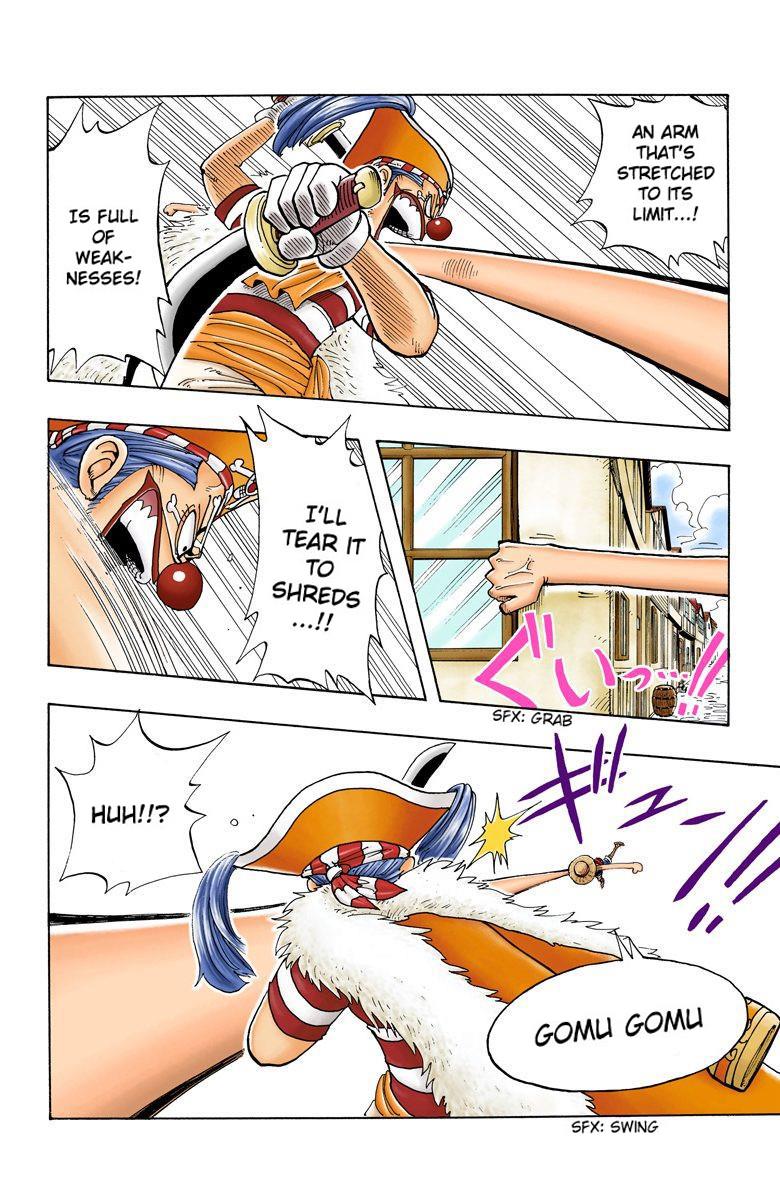 AN ARM
THAT'S
STRETCHED
TO ITS
LIMIT...!
IS FULL
OF
WEAK-
NESSES!
ぐいっ...!!
SFX: GRAB
I'LL
TEAR IT
TO
SHREDS
...!!
HUH!!?
ギュー!!
GOMU GOMU
SFX: SWING